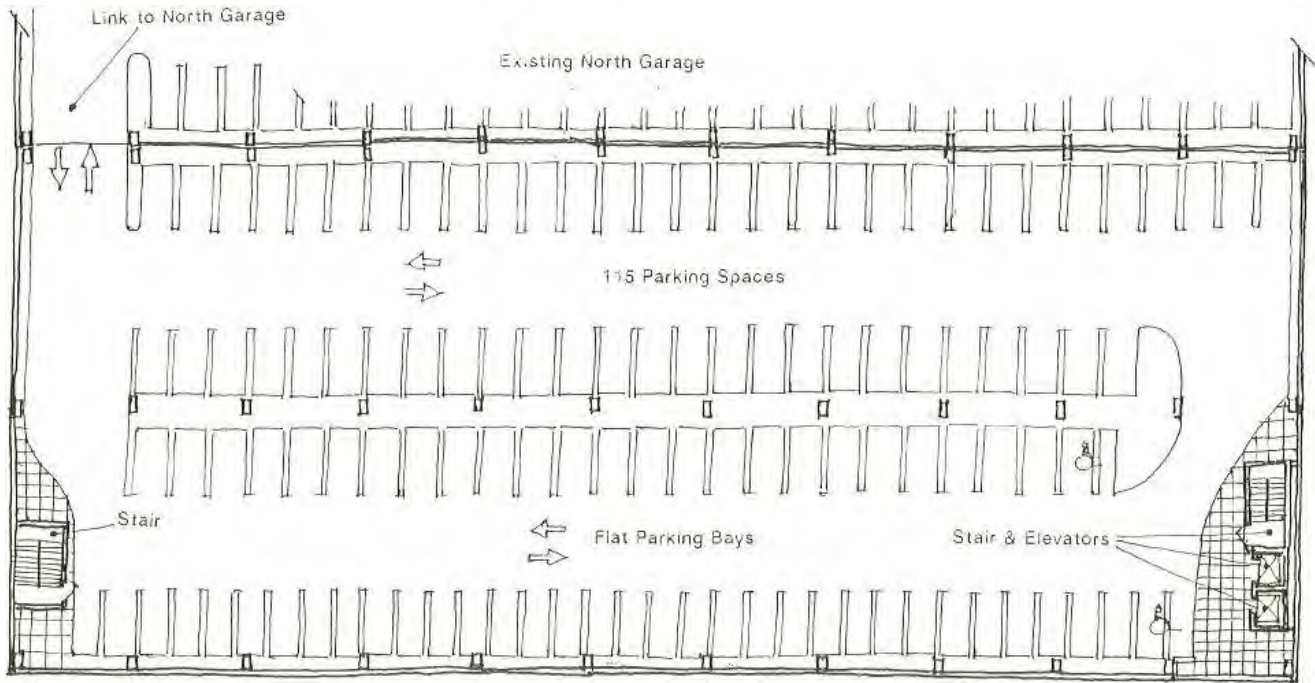 Link to North Garage
Existing North Garage
115 Parking Spaces
Stair
Flat Parking Bays
Stair & Elevators